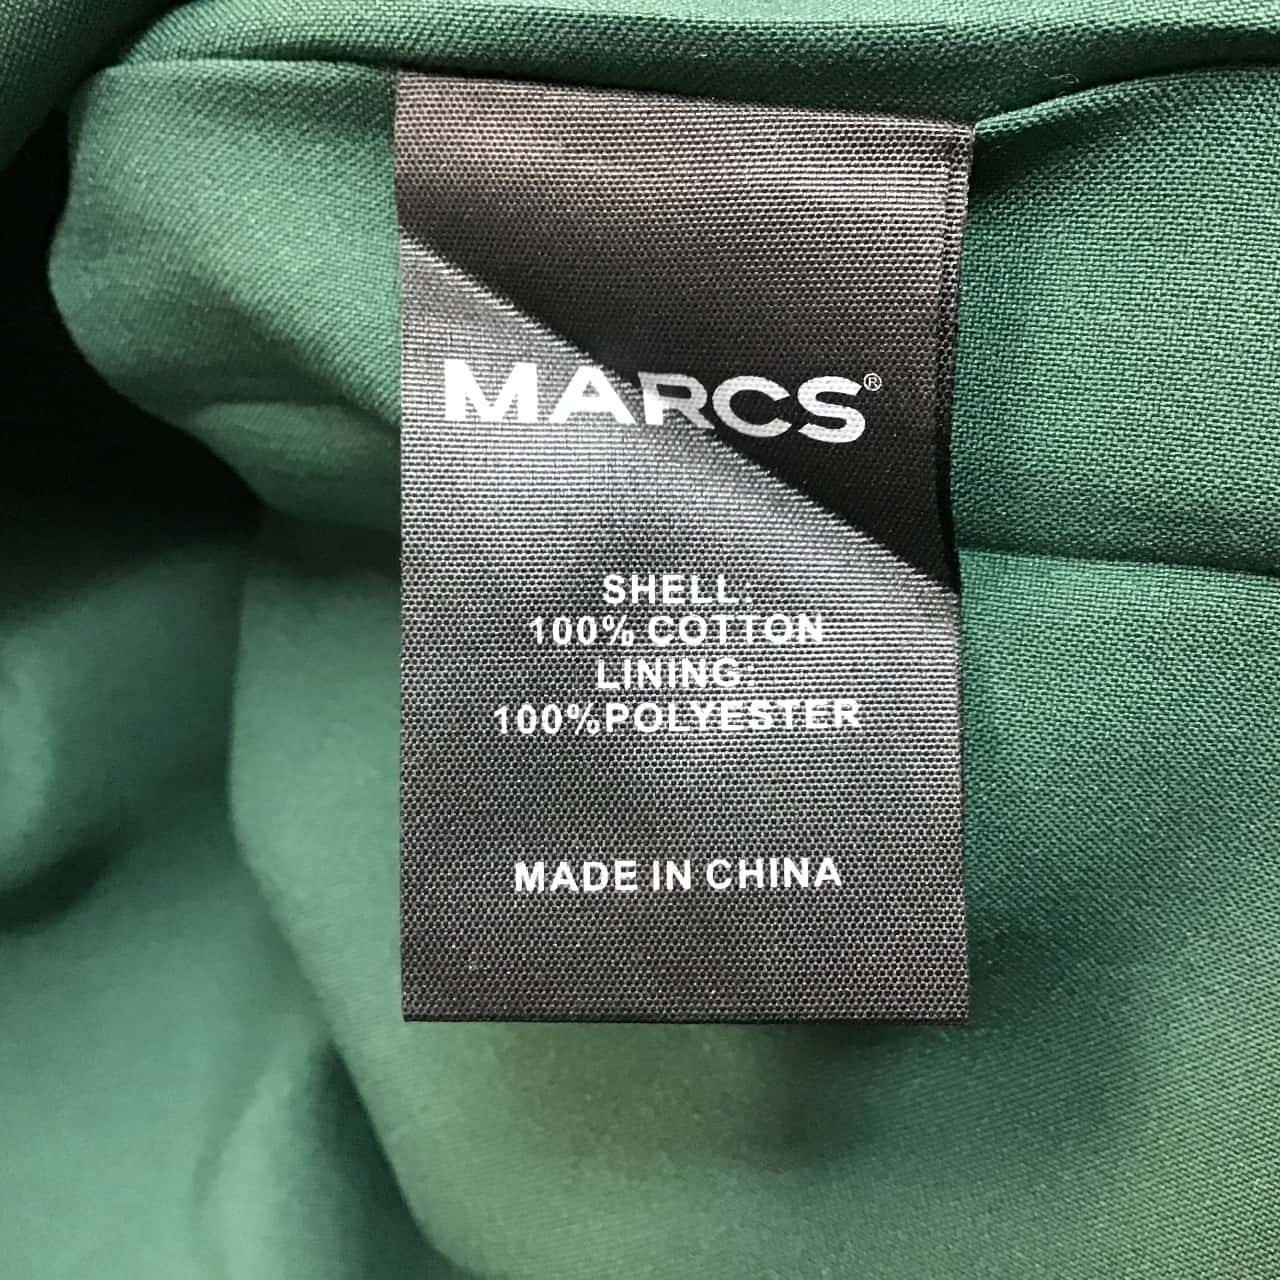 MARCS®
SHELL:
100% COTTON
LINING:
100%POLYESTER
MADE IN CHINA